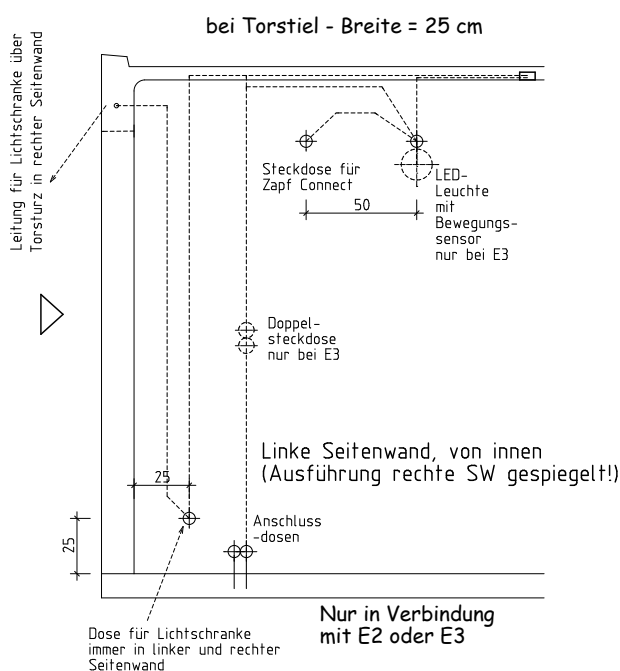 bei Torstiel - Breite = 25 cm
Leitung für Lichtschranke über
Torsturz in rechter Seitenwand
Steckdose für
Zapf Connect
LED-
Leuchte
mit
Bewegungs-
sensor
nur bei E3
50
Doppel-
steckdose
nur bei E3
Linke Seitenwand, von innen
(Ausführung rechte SW gespiegelt!)
25
25
Anschluss
-dosen
Dose für Lichtschranke
immer in linker und rechter
Seitenwand
Nur in Verbindung
mit E2 oder E3